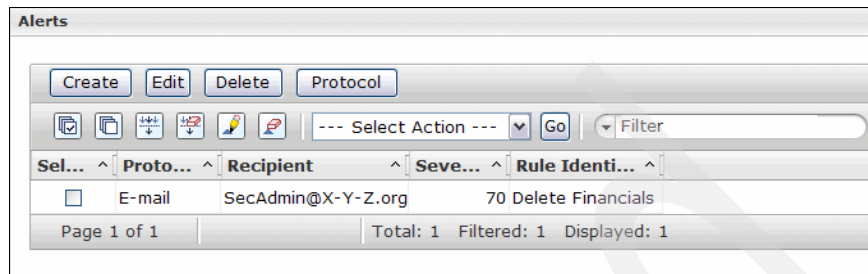 Alerts
Create Edit Delete Protocol
--- Select Action --- Go Filter
Sel... Proto... Recipient Seve... Rule Identi...
E-mail SecAdmin@X-Y-Z.org 70 Delete Financials
Page 1 of 1 Total: 1 Filtered: 1 Displayed: 1